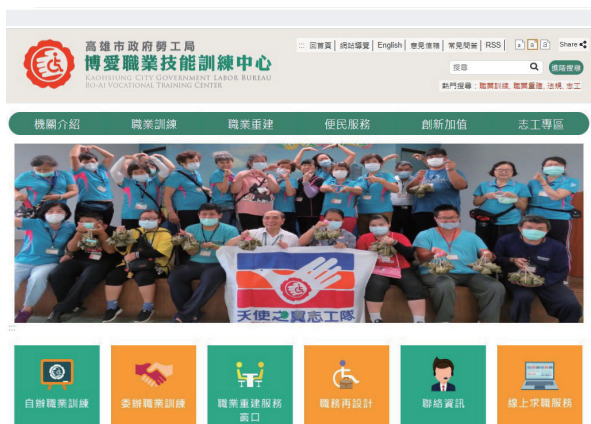 高雄市政府勞工局
博愛職業技能訓練中心
KAOHSIUNG CITY GOVERNMENT LABOR BUREAU
BO-AI VOCATIONAL TRAINING CENTER
::: 回首頁│網站導覽│English│意見信箱│常見問答│RSS│ a a a Share
搜尋 進階搜尋
熱門搜尋：職業訓練, 職業重建, 法規, 志工
機關介紹 職業訓練 職業重建 便民服務 創新加值 志工專區
天使之翼志工隊
:::
自辦職業訓練 委辦職業訓練 職業重建服務窗口 職務再設計 聯絡資訊 線上求職服務